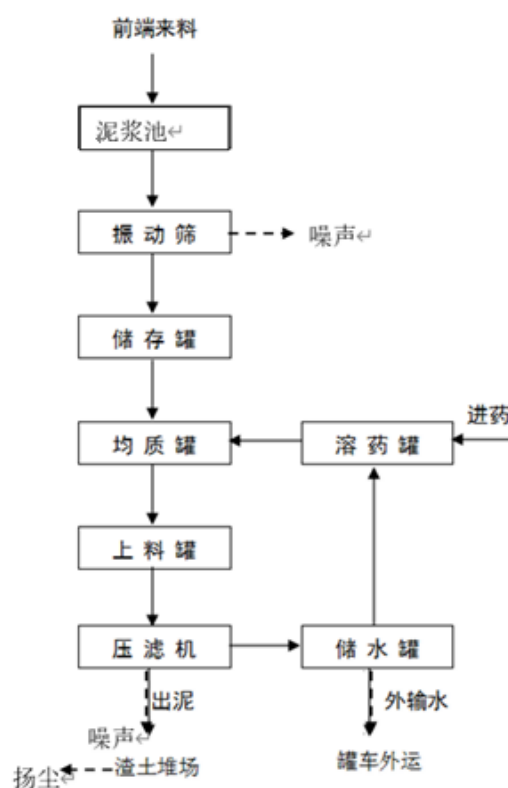 前端来料
泥浆池↵
振动筛
噪声↵
储存罐
进药
均质罐
溶药罐
上料罐
压滤机
储水罐
出泥
外输水
噪声↵
扬尘↵
渣土堆场
罐车外运